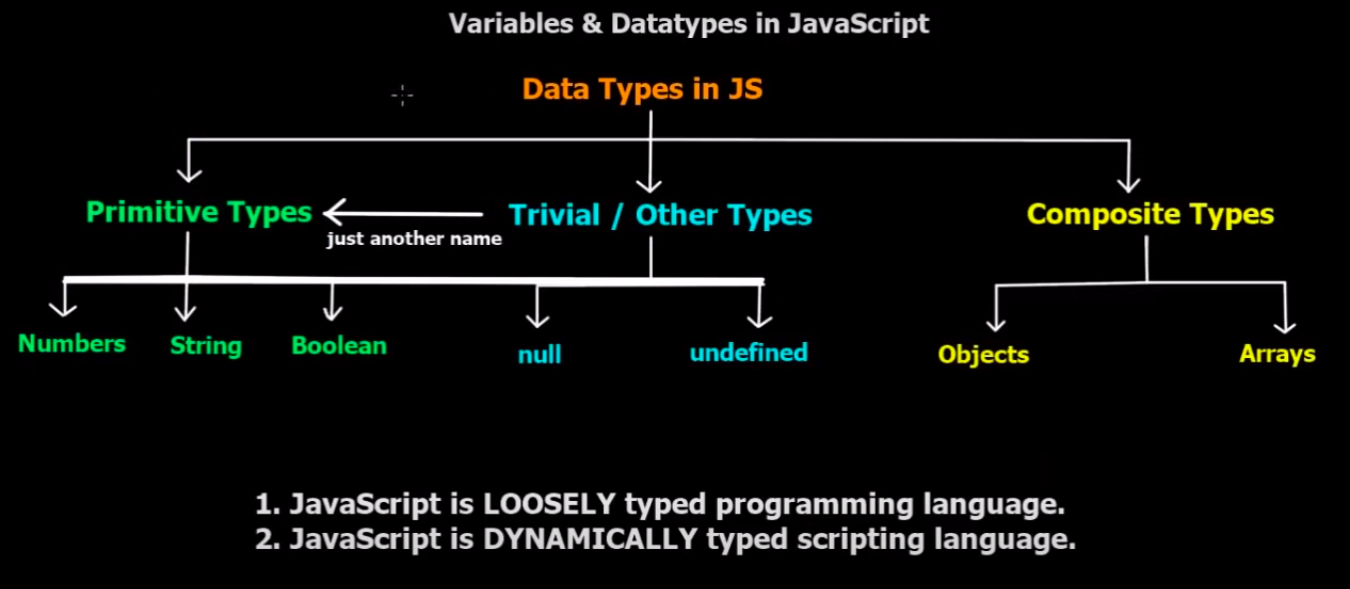 Variables & Datatypes in JavaScript
Data Types in JS
Primitive Types
just another name
Trivial / Other Types
Composite Types
Numbers
String
Boolean
null
undefined
Objects
Arrays
1. JavaScript is LOOSELY typed programming language.
2. JavaScript is DYNAMICALLY typed scripting language.